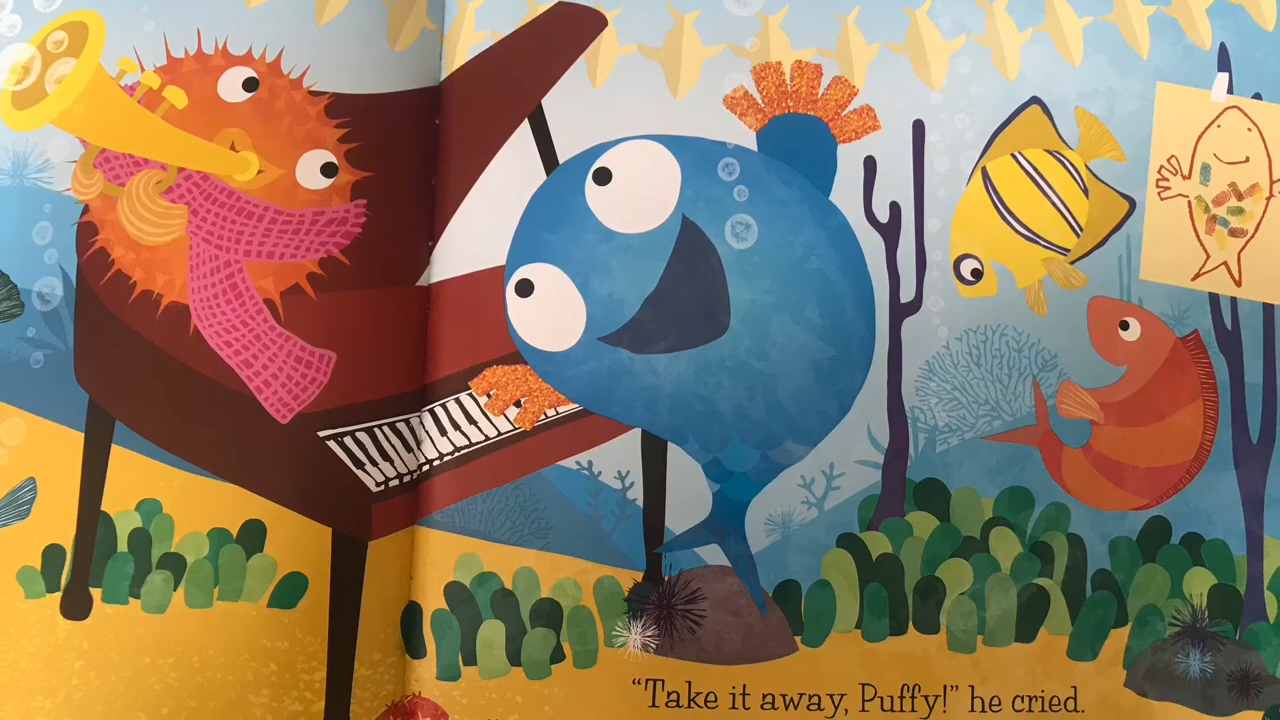 “Take it away, Puffy!” he cried.